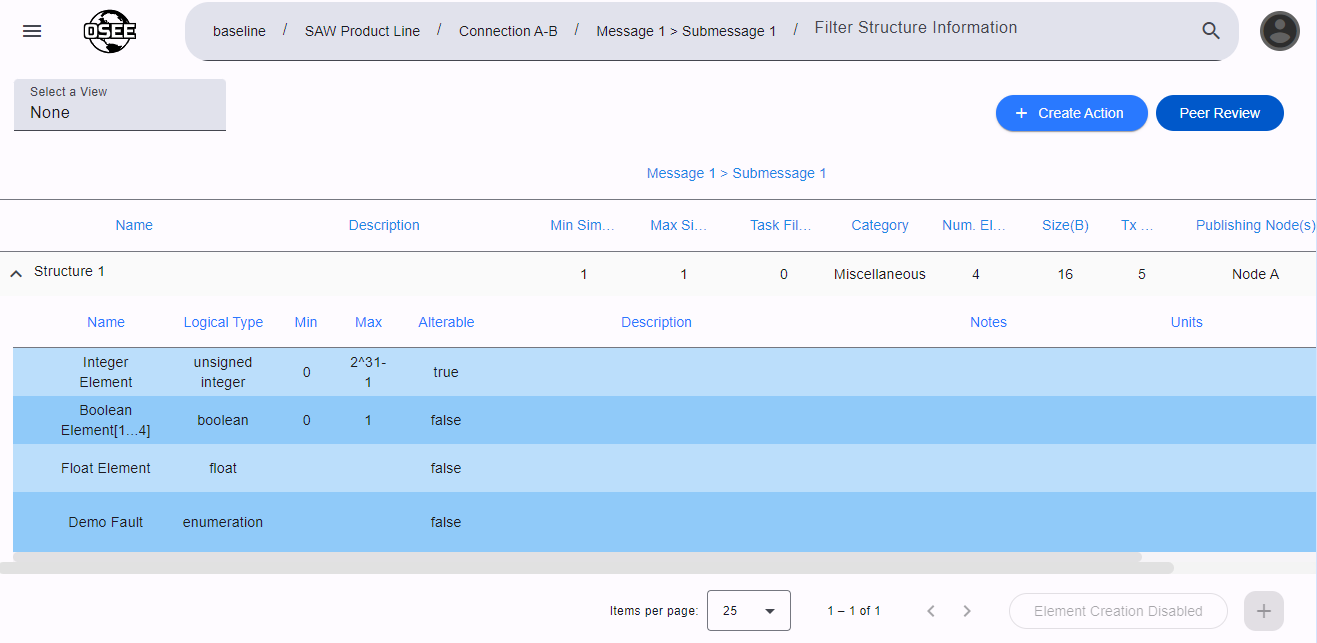 OSEE
baseline / SAW Product Line / Connection A-B / Message 1 > Submessage 1 / Filter Structure Information
Select a View
None
+ Create Action
Peer Review
Message 1 > Submessage 1
Name Description Min Sim... Max Si... Task Fil... Category Num. El... Size(B) Tx ... Publishing Node(s)
Structure 1 1 1 0 Miscellaneous 4 16 5 Node A
Name Logical Type Min Max Alterable Description Notes Units
Integer Element unsigned integer 0 2^31-1 true
Boolean Element[1...4] boolean 0 1 false
Float Element float false
Demo Fault enumeration false
Items per page: 25 1 – 1 of 1 Element Creation Disabled +